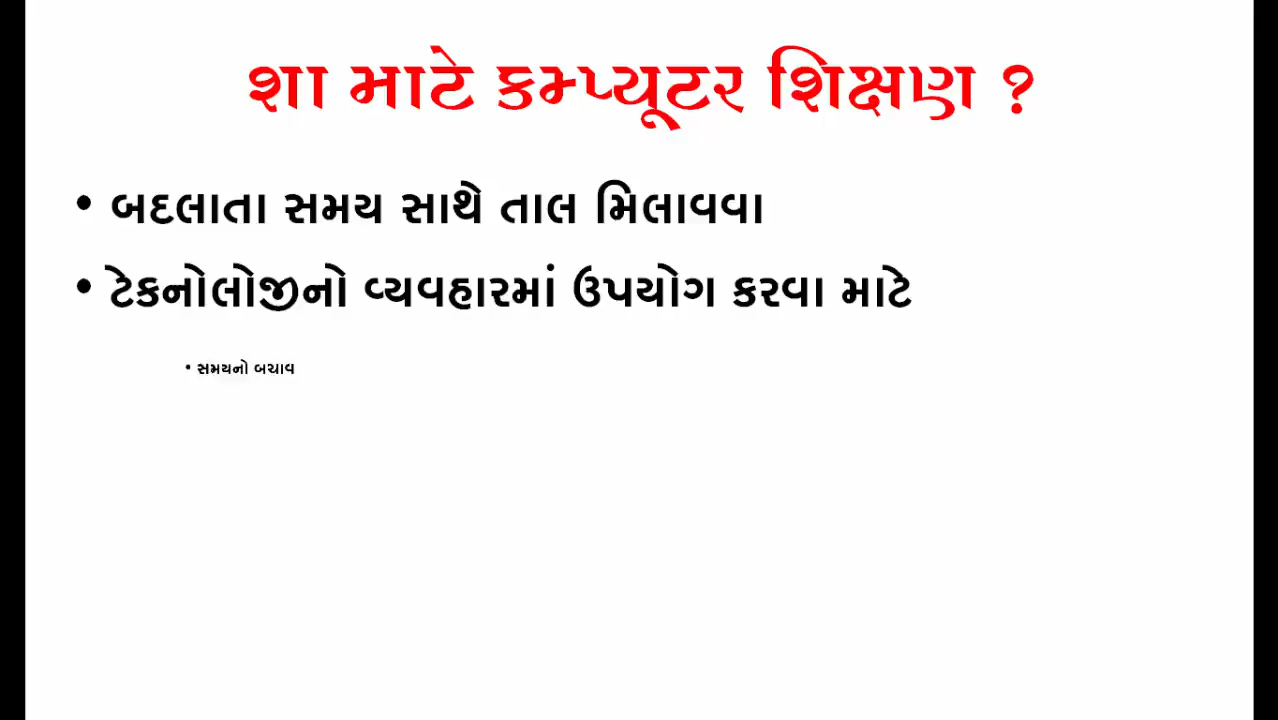 શા માટે કમ્પ્યૂટર શિક્ષણ ?
• બદલાતા સમય સાથે તાલ મિલાવવા
• ટેકનોલોજીનો વ્યવહારમાં ઉપયોગ કરવા માટે
• સમયનો બચાવ